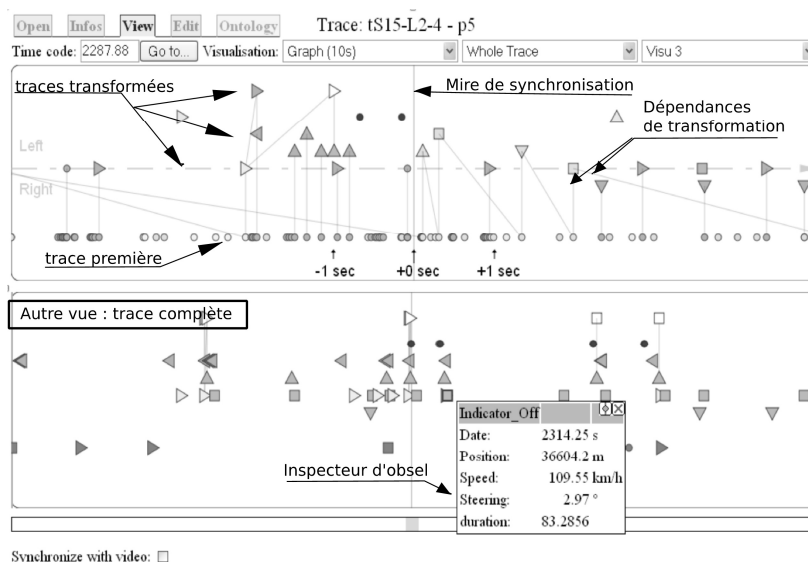 Open Infos View Edit Ontology Trace: tS15-L2-4 - p5
Time code: 2287.88 Go to... Visualisation: Graph (10s) Whole Trace Visu 3
traces transformées
Mire de synchronisation
Dépendances
de transformation
Left
Right
trace première
-1 sec +0 sec +1 sec
Autre vue : trace complète
Indicator_Off
Date: 2314.25 s
Position: 36604.2 m
Speed: 109.55 km/h
Steering: 2.97 °
duration: 83.2856
Inspecteur d'obsel
Synchronize with video: